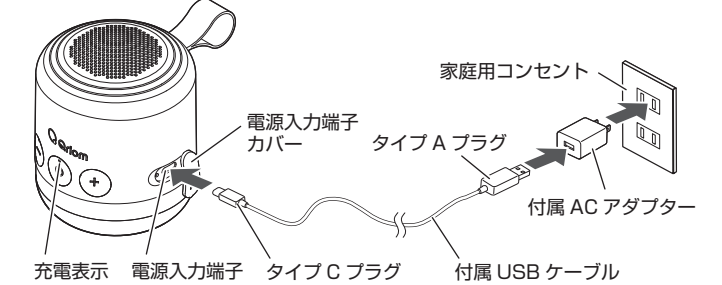 家庭用コンセント
電源入力端子
カバー
タイプ A プラグ
Qriom
付属 AC アダプター
充電表示
電源入力端子
タイプ C プラグ
付属 USB ケーブル